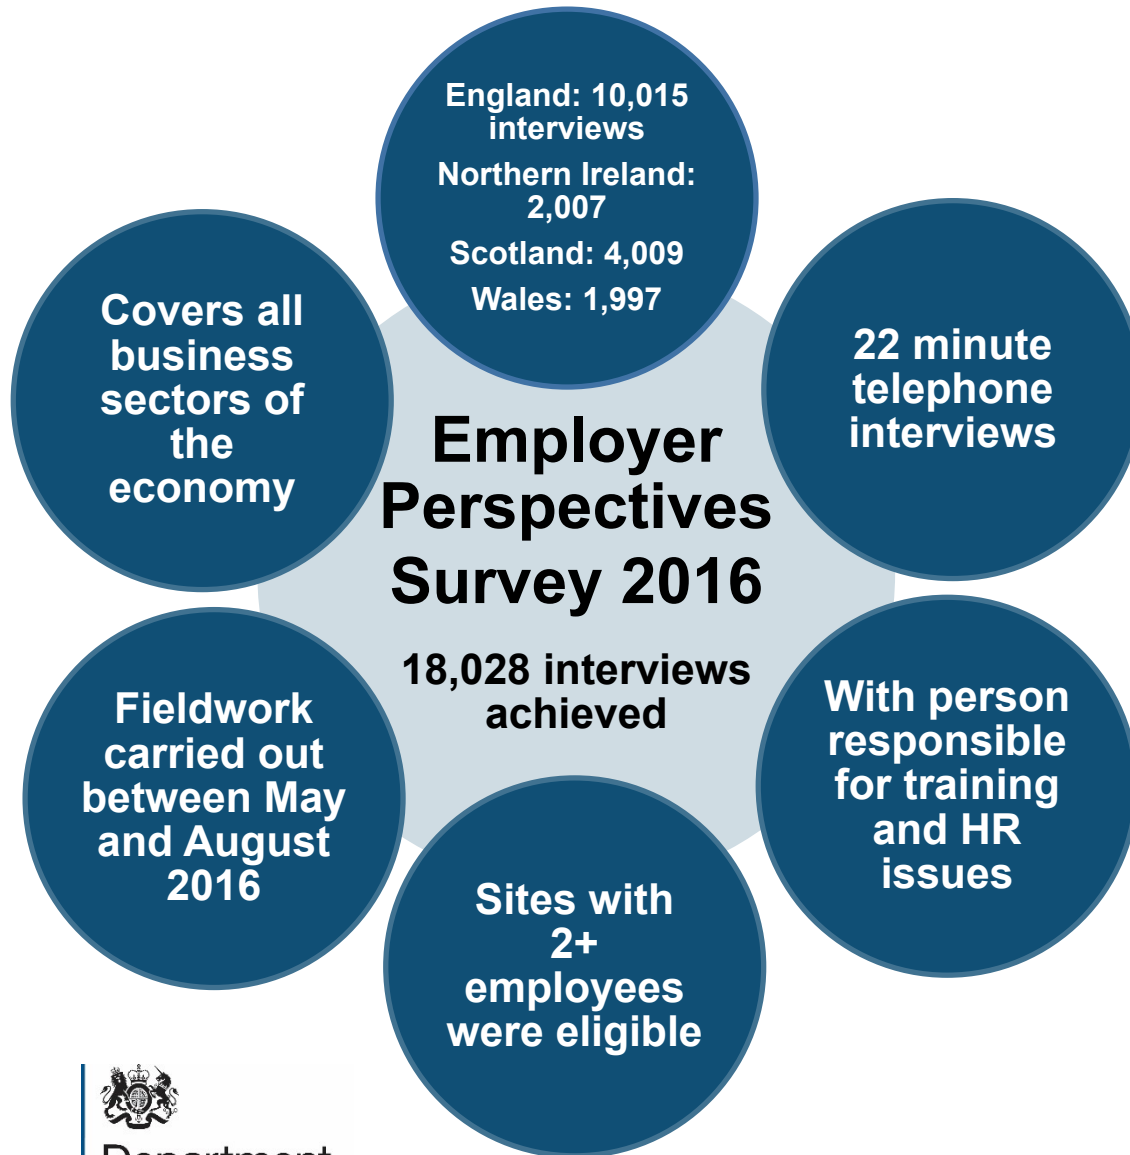 England: 10,015
interviews
Northern Ireland:
2,007
Scotland: 4,009
Wales: 1,997
22 minute
telephone
interviews
With person
responsible
for training
and HR
issues
Sites with
2+
employees
were eligible
Fieldwork
carried out
between May
and August
2016
Covers all
business
sectors of
the
economy
Employer
Perspectives
Survey 2016
18,028 interviews
achieved
Department